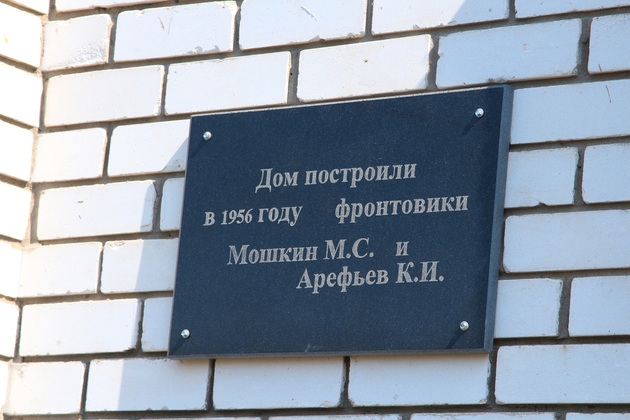 Дом построили
в 1956 году фронтовики
Мошкин М.С. и
Арефьев К.И.